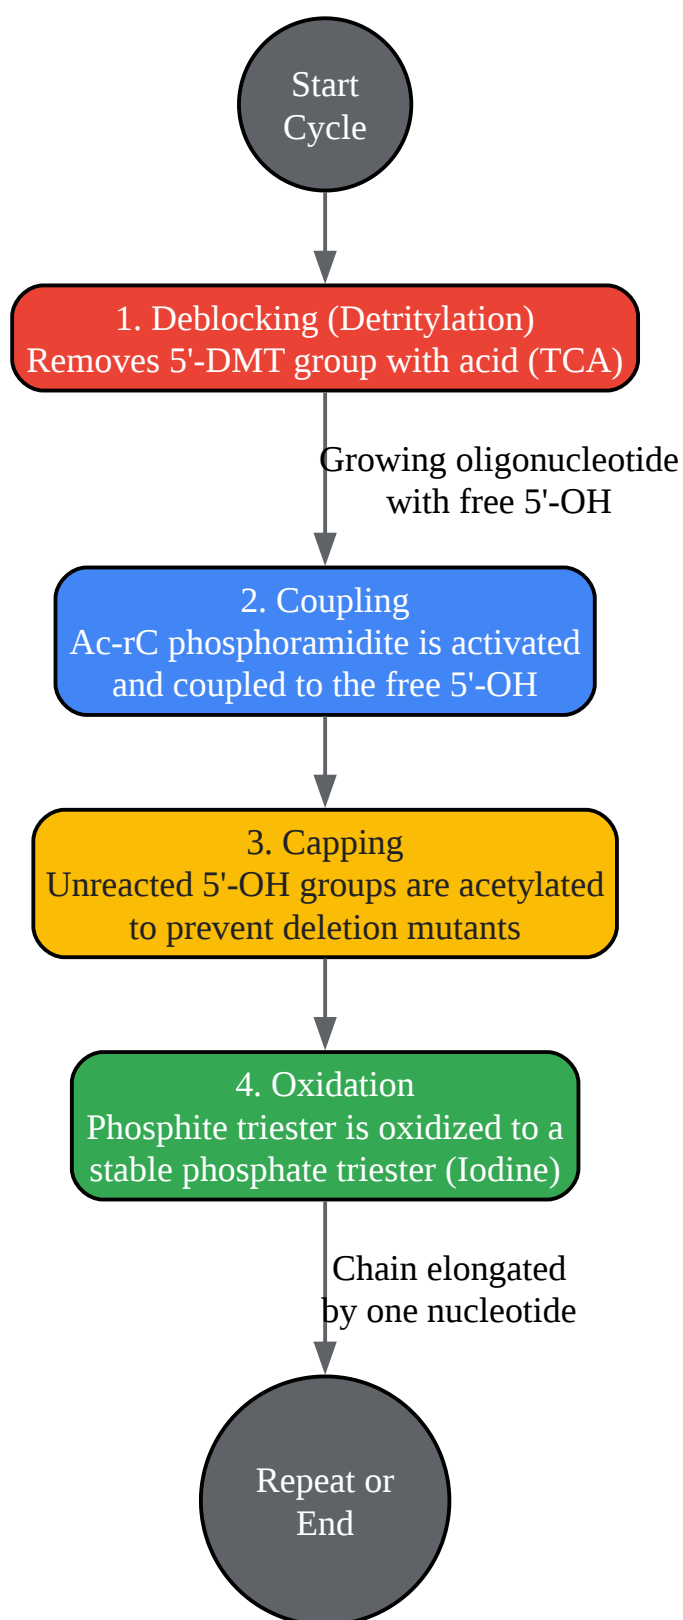 Start
Cycle
1. Deblocking (Detritylation)
Removes 5'-DMT group with acid (TCA)
Growing oligonucleotide
with free 5'-OH
2. Coupling
Ac-rC phosphoramidite is activated
and coupled to the free 5'-OH
3. Capping
Unreacted 5'-OH groups are acetylated
to prevent deletion mutants
4. Oxidation
Phosphite triester is oxidized to a
stable phosphate triester (Iodine)
Chain elongated
by one nucleotide
Repeat or
End